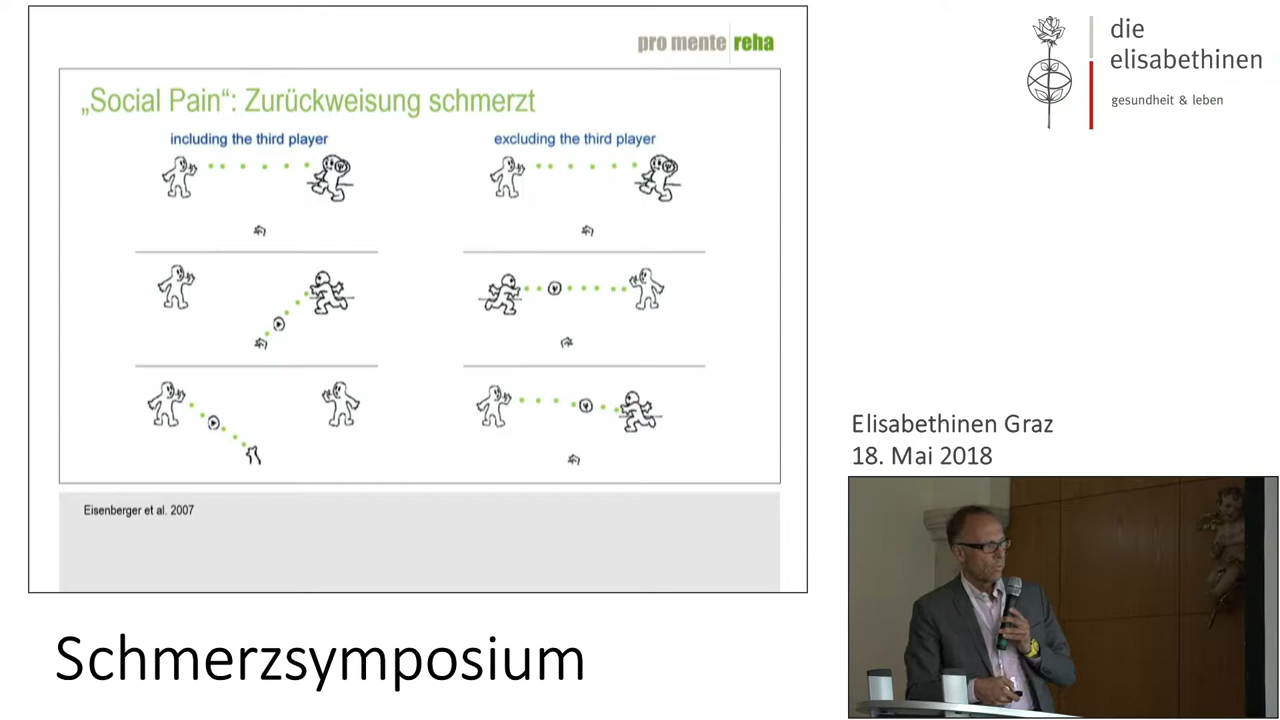 pro mente reha
„Social Pain“: Zurückweisung schmerzt
including the third player
excluding the third player
Eisenberger et al. 2007
Schmerzsymposium
die
elisabethinen
gesundheit & leben
Elisabethinen Graz
18. Mai 2018